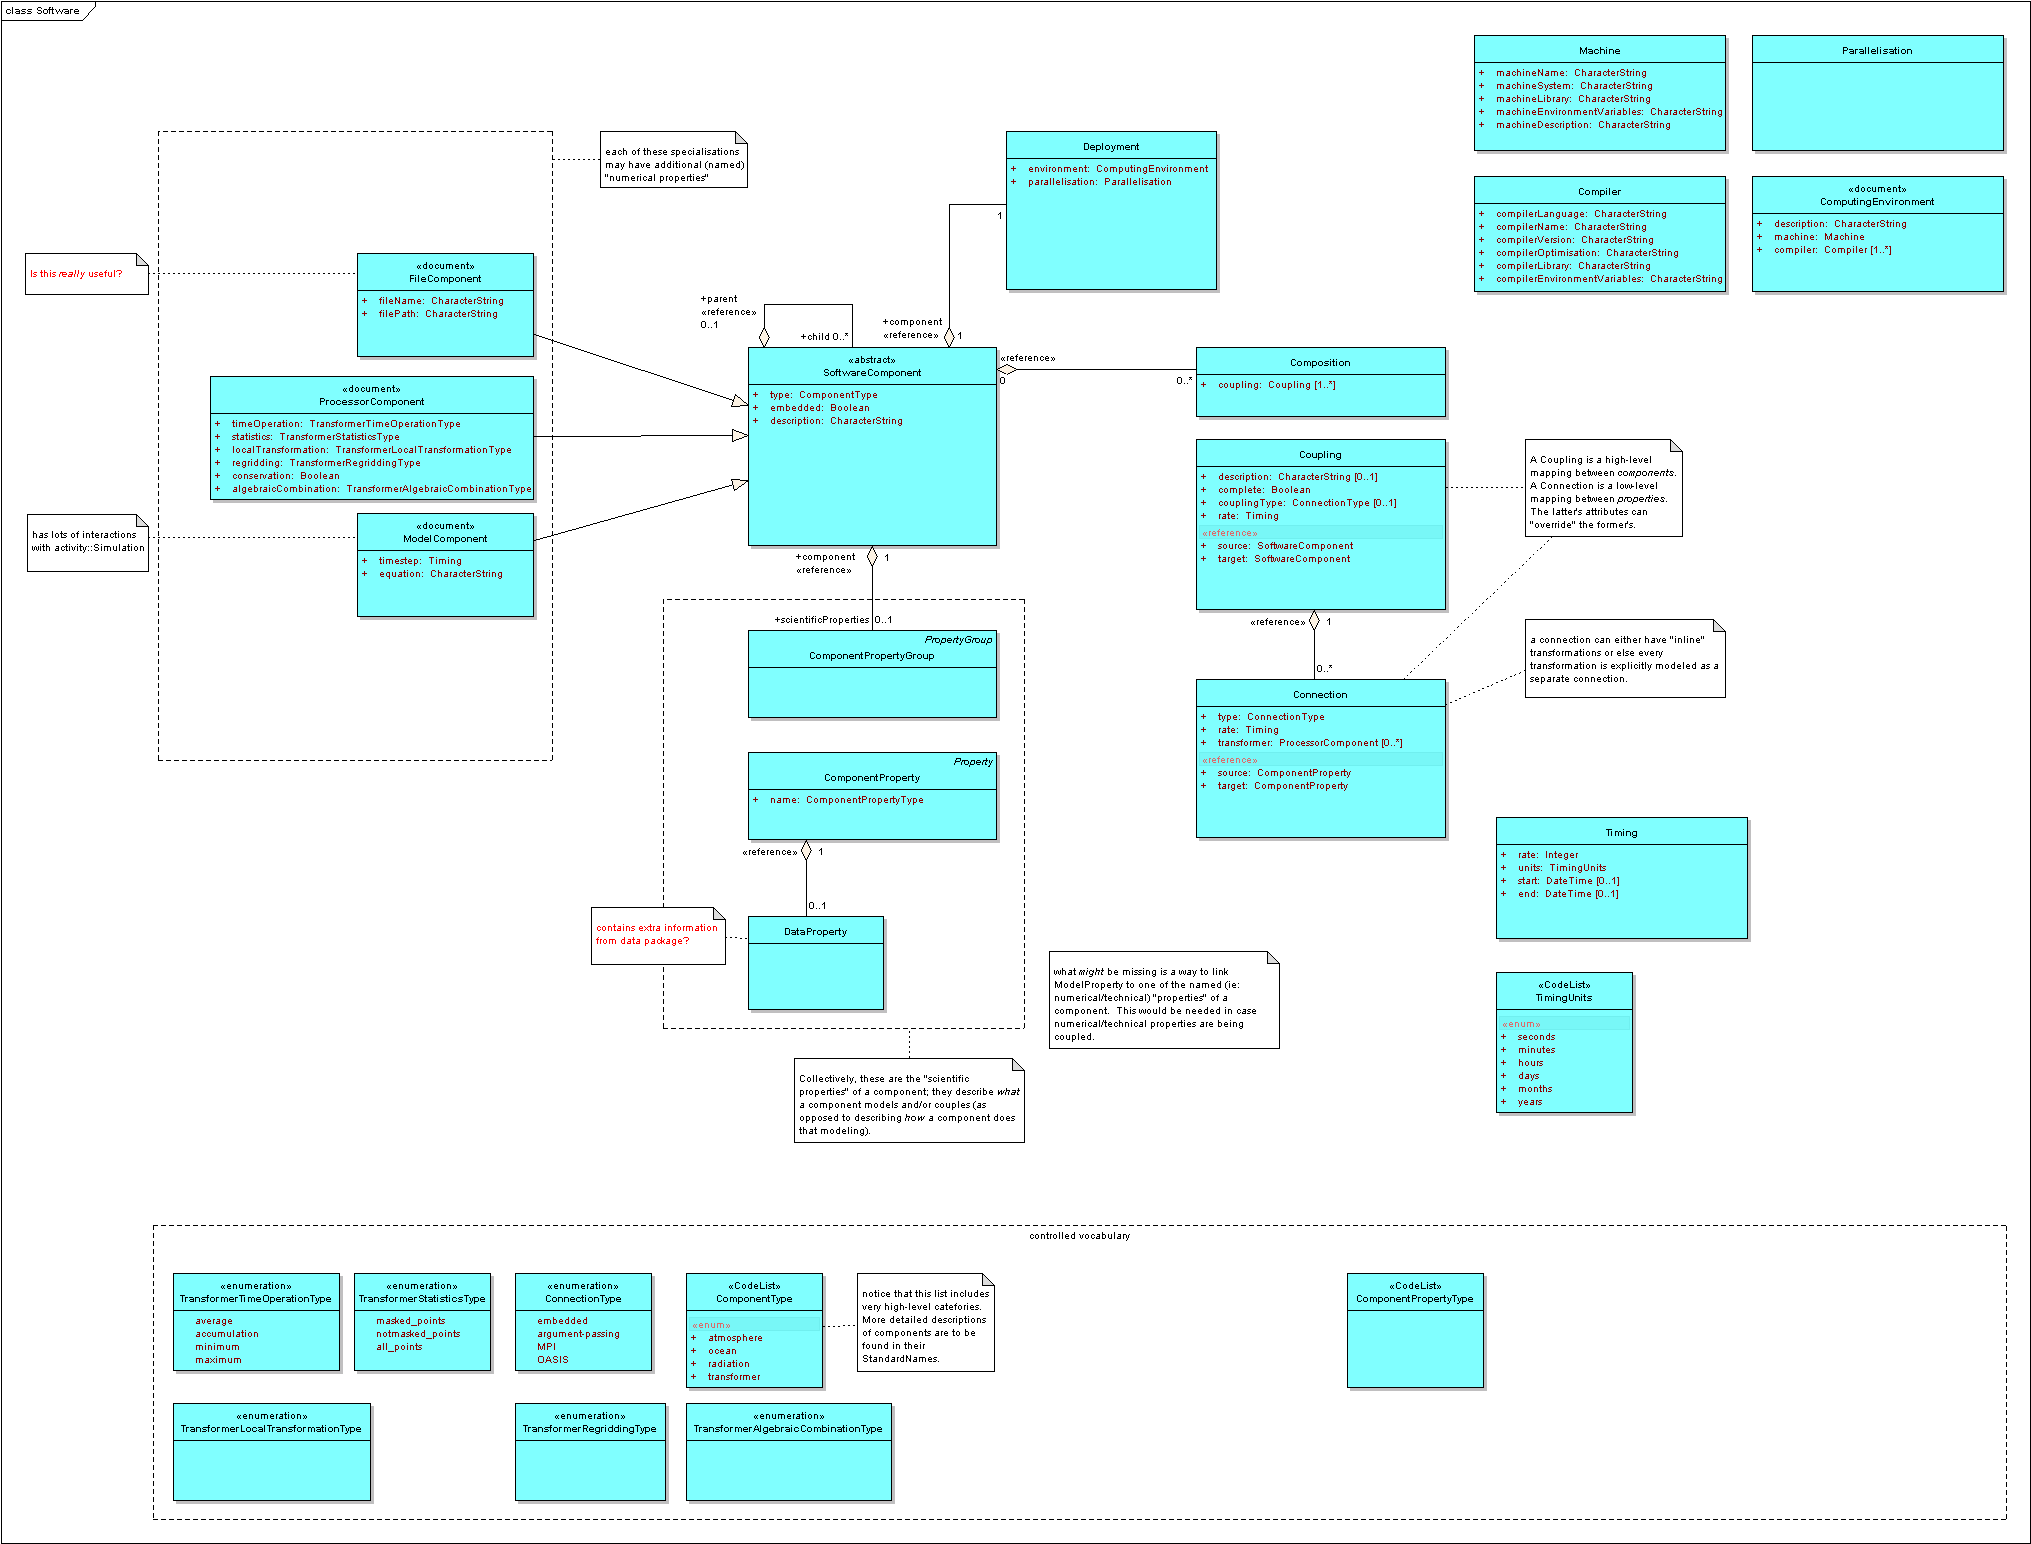 class Software
Machine
+ machineName: CharacterString
+ machineSystem: CharacterString
+ machineLibrary: CharacterString
+ machineEnvironmentVariables: CharacterString
+ machineDescription: CharacterString
Parallelisation
each of these specialisations
may have additional (named)
"numerical properties"
Deployment
+ environment: ComputingEnvironment
+ parallelisation: Parallelisation
1
Compiler
+ compilerLanguage: CharacterString
+ compilerName: CharacterString
+ compilerVersion: CharacterString
+ compilerOptimisation: CharacterString
+ compilerLibrary: CharacterString
+ compilerEnvironmentVariables: CharacterString
«document»
ComputingEnvironment
+ description: CharacterString
+ machine: Machine
+ compiler: Compiler [1..*]
Is this really useful?
«document»
FileComponent
+ fileName: CharacterString
+ filePath: CharacterString
+parent
«reference»
0..1
+child 0..*
+component
«reference»
1
«abstract»
SoftwareComponent
+ type: ComponentType
+ embedded: Boolean
+ description: CharacterString
«reference»
0
0..*
Composition
+ coupling: Coupling [1..*]
«document»
ProcessorComponent
+ timeOperation: TransformerTimeOperationType
+ statistics: TransformerStatisticsType
+ localTransformation: TransformerLocalTransformationType
+ regridding: TransformerRegriddingType
+ conservation: Boolean
+ algebraicCombination: TransformerAlgebraicCombinationType
Coupling
+ description: CharacterString [0..1]
+ complete: Boolean
+ couplingType: ConnectionType [0..1]
+ rate: Timing
«reference»
+ source: SoftwareComponent
+ target: SoftwareComponent
A Coupling is a high-level
mapping between components.
A Connection is a low-level
mapping between properties.
The latter's attributes can
"override" the former's.
has lots of interactions
with activity::Simulation
«document»
ModelComponent
+ timestep: Timing
+ equation: CharacterString
+component
«reference»
1
+scientificProperties
0..1
PropertyGroup
ComponentPropertyGroup
«reference»
1
0..*
a connection can either have "inline"
transformations or else every
transformation is explicitly modeled as a
separate connection.
Connection
+ type: ConnectionType
+ rate: Timing
+ transformer: ProcessorComponent [0..*]
«reference»
+ source: ComponentProperty
+ target: ComponentProperty
Property
ComponentProperty
+ name: ComponentPropertyType
«reference»
1
0..1
Timing
+ rate: Integer
+ units: TimingUnits
+ start: DateTime [0..1]
+ end: DateTime [0..1]
contains extra information
from data package?
DataProperty
what might be missing is a way to link
ModelProperty to one of the named (ie:
numerical/technical) "properties" of a
component. This would be needed in case
numerical/technical properties are being
coupled.
«CodeList»
TimingUnits
«enum»
+ seconds
+ minutes
+ hours
+ days
+ months
+ years
Collectively, these are the "scientific
properties" of a component; they describe what
a component models and/or couples (as
opposed to describing how a component does
that modeling).
controlled vocabulary
«enumeration»
TransformerTimeOperationType
average
accumulation
minimum
maximum
«enumeration»
TransformerStatisticsType
masked_points
notmasked_points
all_points
«enumeration»
ConnectionType
embedded
argument-passing
MPI
OASIS
«CodeList»
ComponentType
«enum»
+ atmosphere
+ ocean
+ radiation
+ transformer
notice that this list includes
very high-level catefories.
More detailed descriptions
of components are to be
found in their
StandardNames.
«CodeList»
ComponentPropertyType
«enumeration»
TransformerLocalTransformationType
«enumeration»
TransformerRegriddingType
«enumeration»
TransformerAlgebraicCombinationType